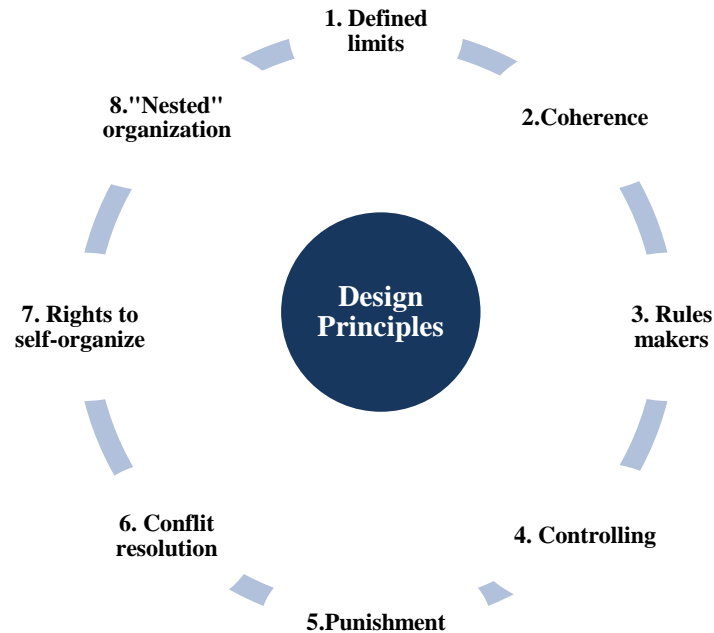 1. Defined
limits
2.Coherence
3. Rules
makers
4. Controlling
5.Punishment
6. Conflit
resolution
7. Rights to
self-organize
8."Nested"
organization
Design
Principles